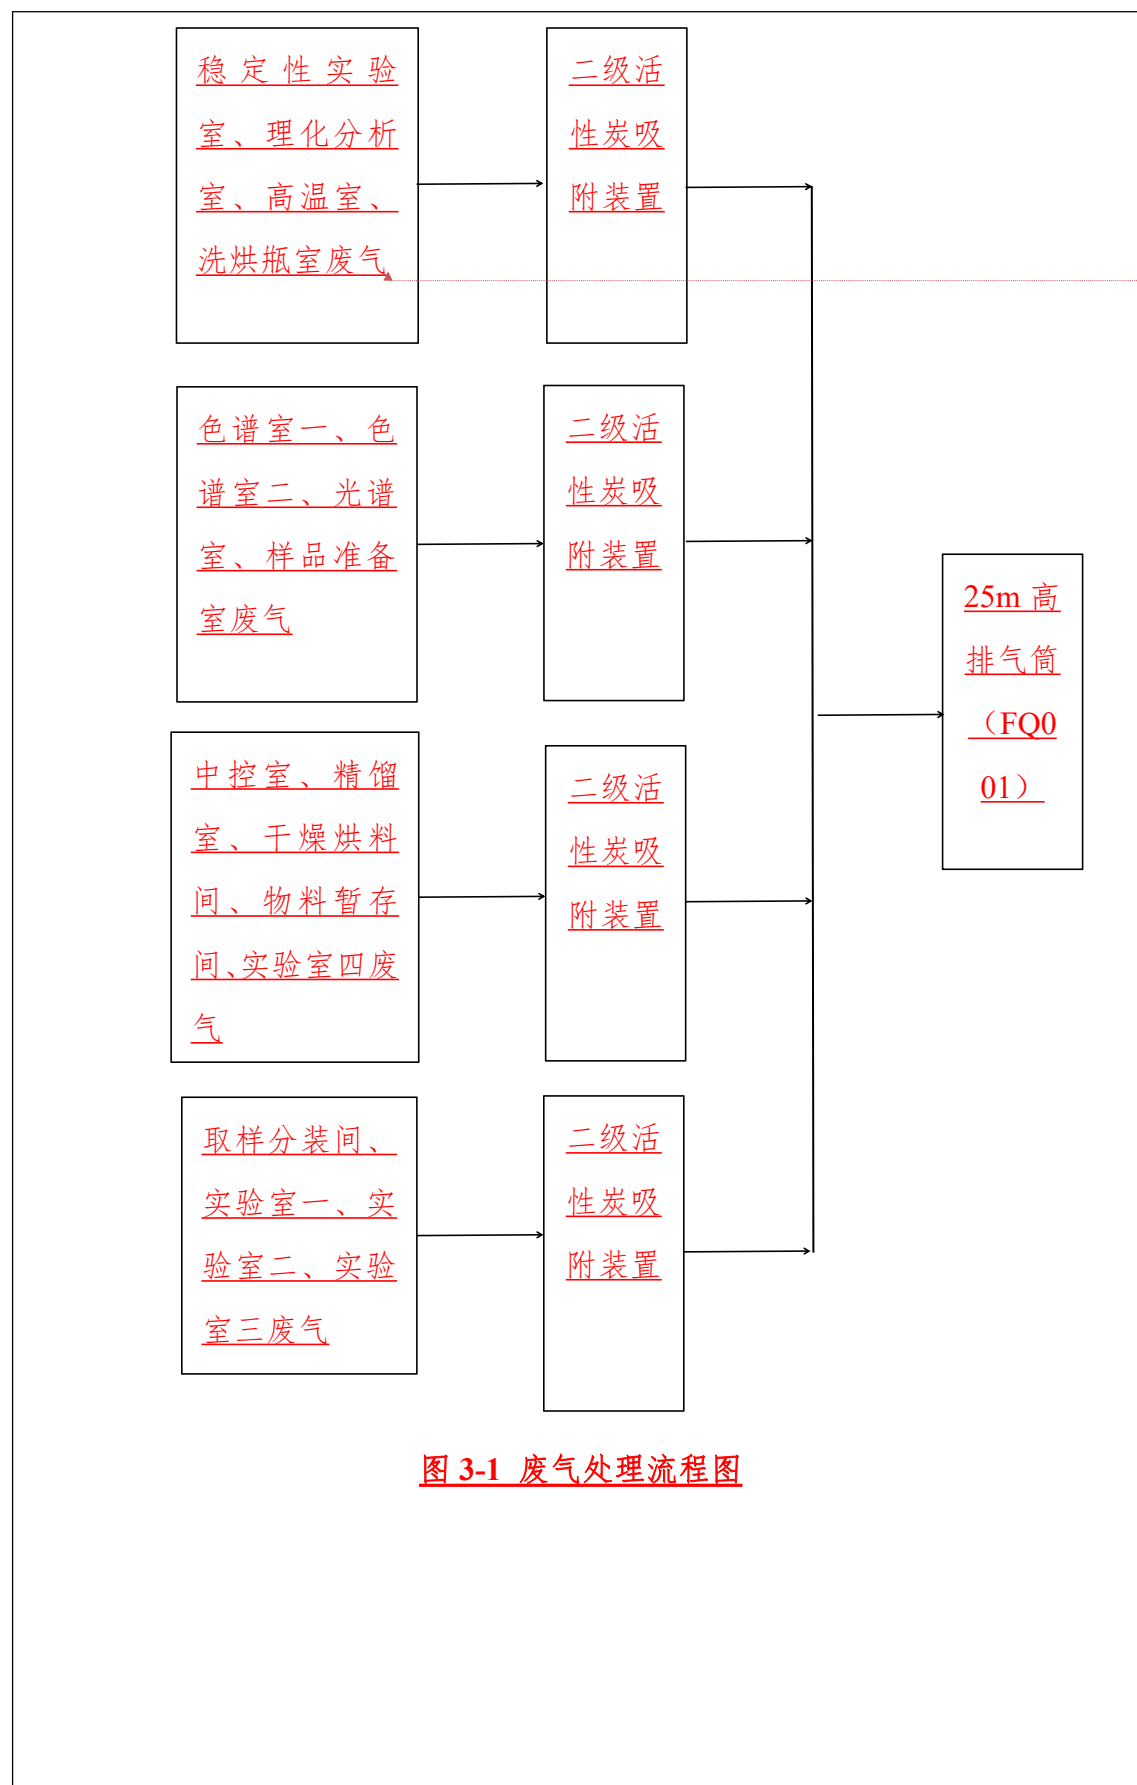 稳定性实验
室、理化分析
室、高温室、
洗烘瓶室废气
二级活
性炭吸
附装置
色谱室一、色
谱室二、光谱
室、样品准备
室废气
二级活
性炭吸
附装置
中控室、精馏
室、干燥烘料
间、物料暂存
间、实验室四废
气
二级活
性炭吸
附装置
取样分装间、
实验室一、实
验室二、实验
室三废气
二级活
性炭吸
附装置
25m 高
排气筒
（FQ0
01）
图 3-1 废气处理流程图